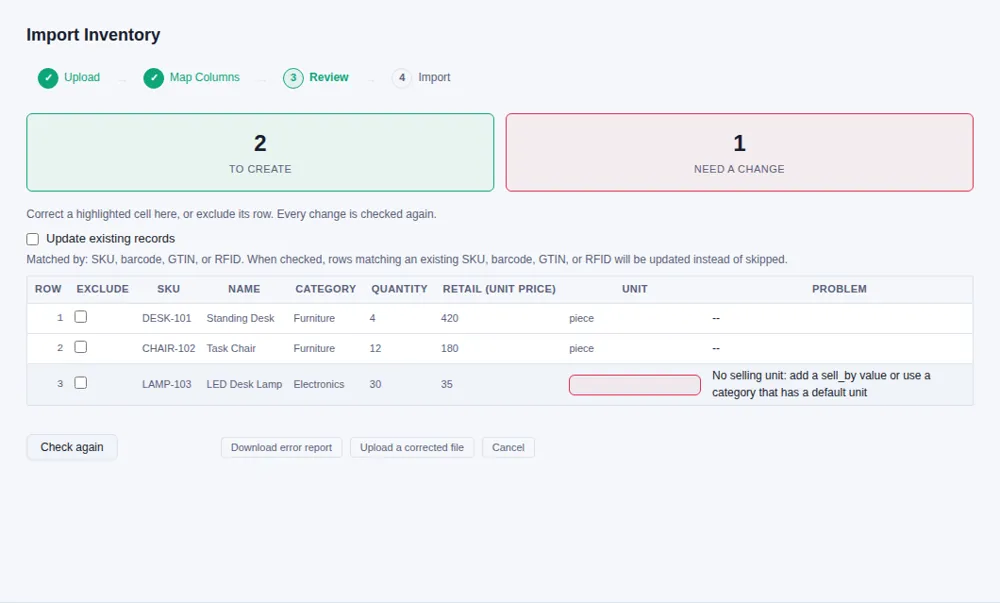 Import Inventory
✓ Upload → ✓ Map Columns → 3 Review → 4 Import
2
TO CREATE
1
NEED A CHANGE
Correct a highlighted cell here, or exclude its row. Every change is checked again.
Update existing records
Matched by: SKU, barcode, GTIN, or RFID. When checked, rows matching an existing SKU, barcode, GTIN, or RFID will be updated instead of skipped.
ROW EXCLUDE SKU NAME CATEGORY QUANTITY RETAIL (UNIT PRICE) UNIT PROBLEM
1 DESK-101 Standing Desk Furniture 4 420 piece --
2 CHAIR-102 Task Chair Furniture 12 180 piece --
3 LAMP-103 LED Desk Lamp Electronics 30 35 No selling unit: add a sell_by value or use a
category that has a default unit
Check again Download error report Upload a corrected file Cancel